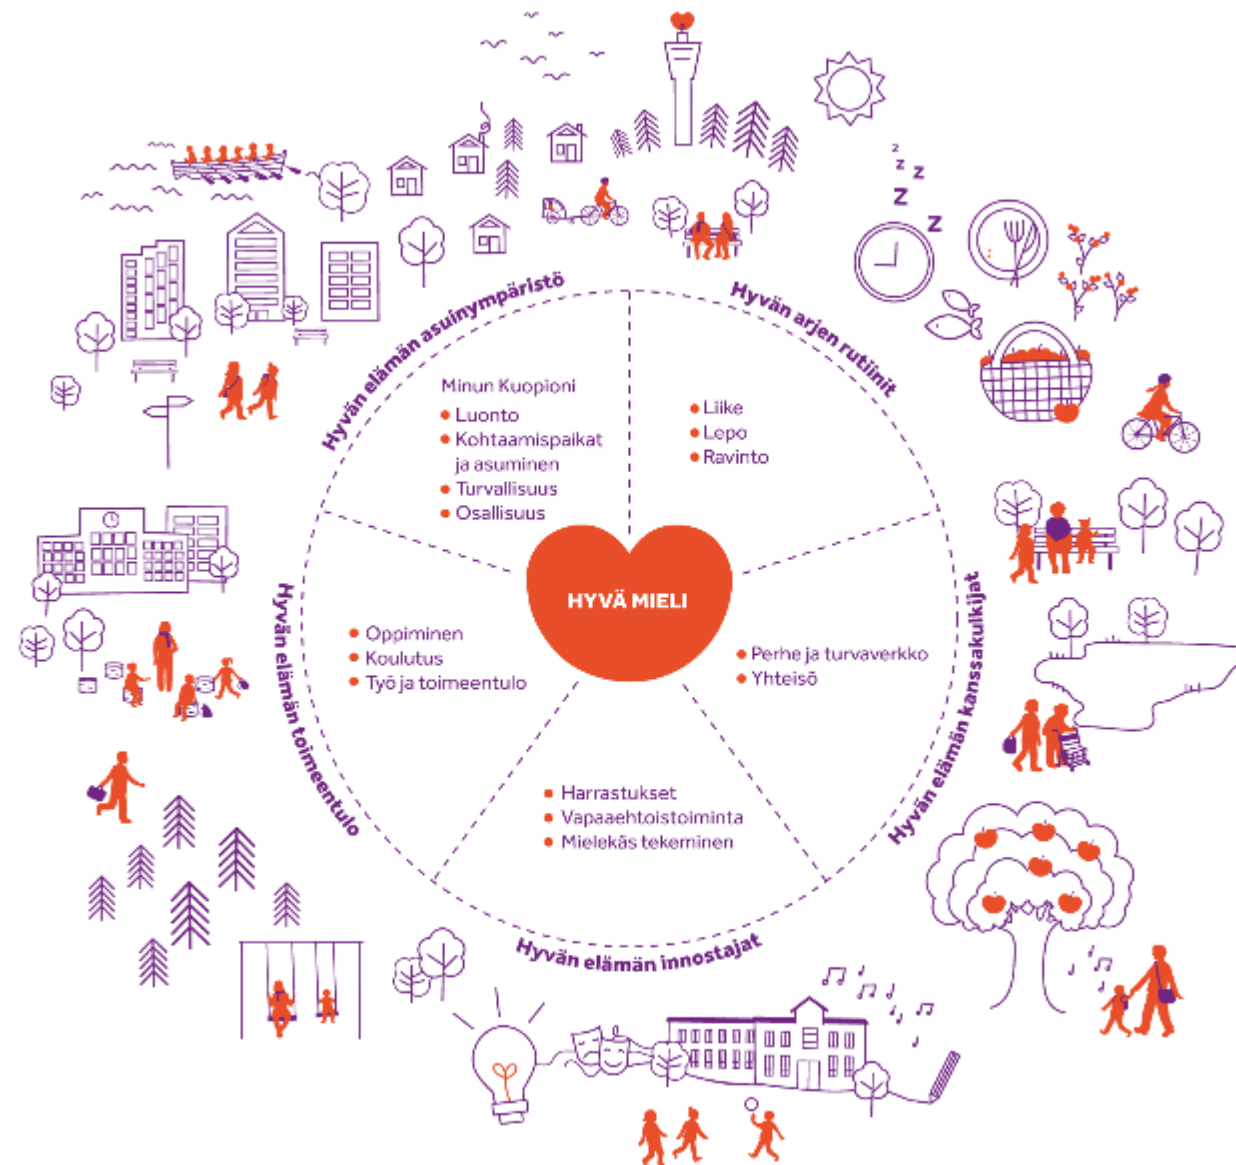 z
z
z
z
z
Hyvän elämän asuinympäristö
Minun Kuopioni
Luonto
Kohtaamispaikat
ja asuminen
Turvallisuus
Osallisuus
Hyvän arjen rutiinit
Liike
Lepo
Ravinto
HYVÄ MIELI
Hyvän elämän kanssakulkijat
Perhe ja turvaverkko
Yhteisö
Hyvän elämän innostajat
Harrastukset
Vapaaehtoistoiminta
Mielekäs tekeminen
Hyvän elämän toimeentulo
Oppiminen
Koulutus
Työ ja toimeentulo